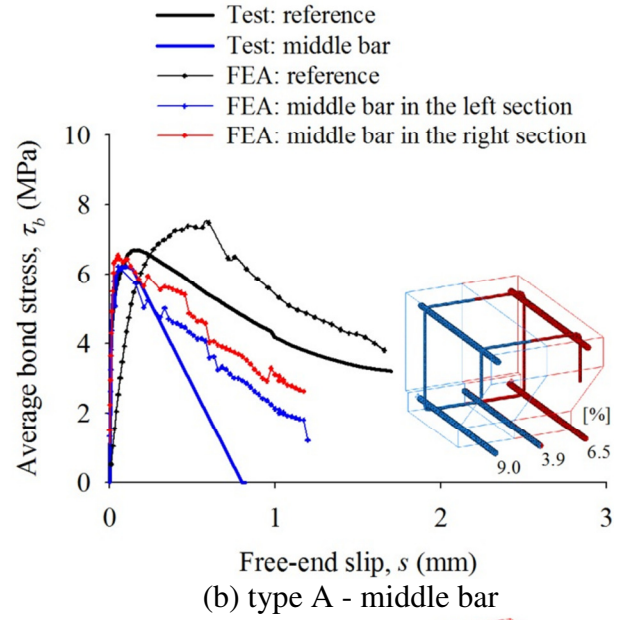 Test: reference
Test: middle bar
FEA: reference
FEA: middle bar in the left section
FEA: middle bar in the right section
10
8
6
4
2
0
Average bond stress, τb (MPa)
[%]
6.5
3.9
9.0
0 1 2 3
Free-end slip, s (mm)
(b) type A - middle bar